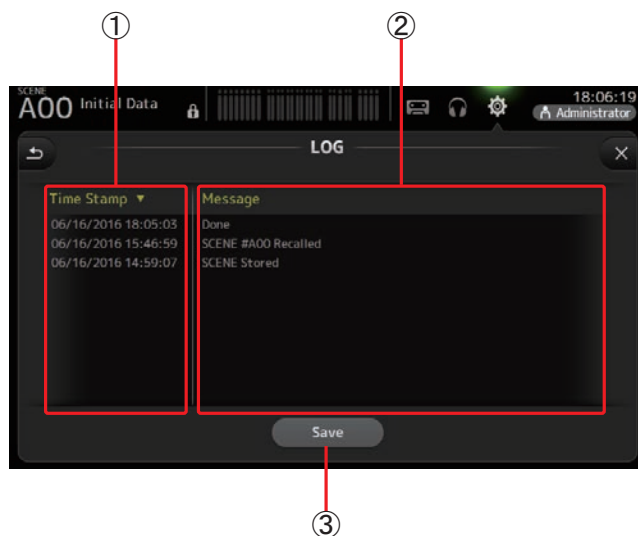 ① ②
SCENE
A00 Initial Data
18:06:19
Administrator
LOG
Time Stamp ▼ Message
06/16/2016 18:05:03 Done
06/16/2016 15:46:59 SCENE #A00 Recalled
06/16/2016 14:59:07 SCENE Stored
Save
③